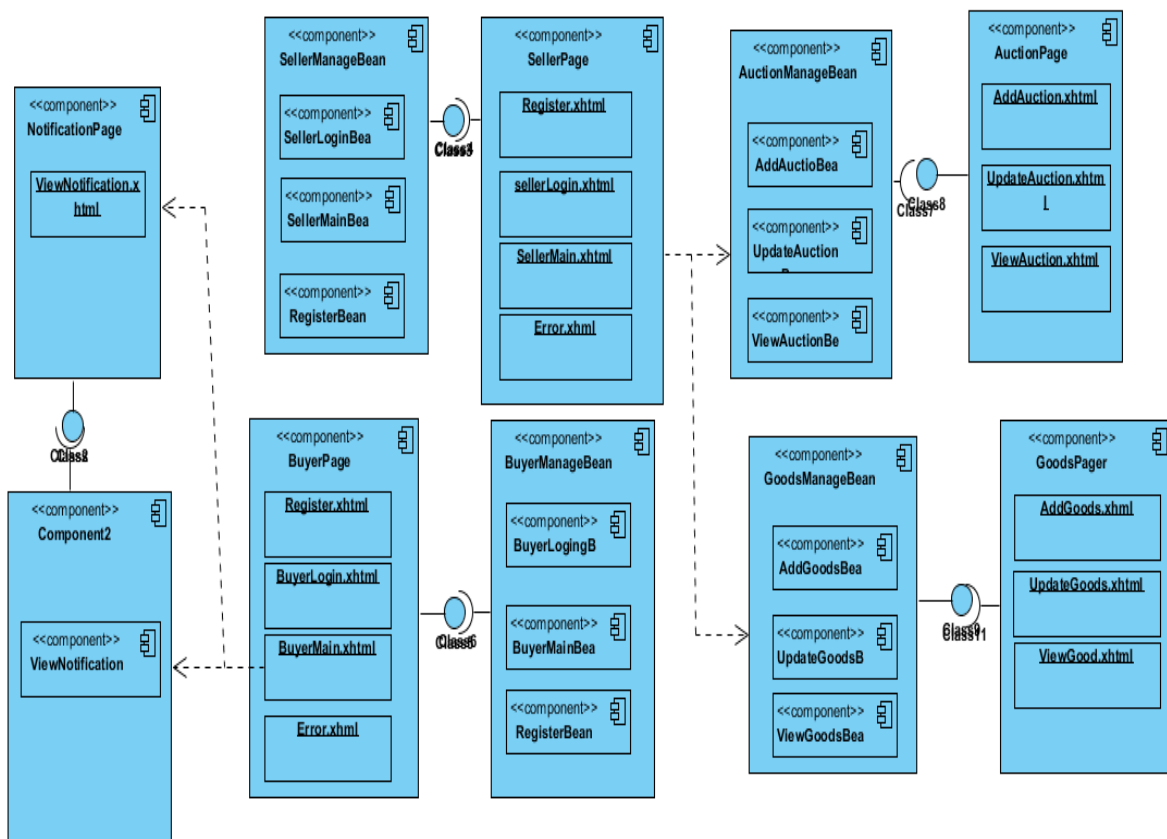 <<component>>
NotificationPage
ViewNotification.x
html
<<component>>
Component2
<<component>>
ViewNotification
<<component>>
SellerManageBean
<<component>>
SellerLoginBea
<<component>>
SellerMainBea
<<component>>
RegisterBean
<<component>>
SellerPage
Register.xhtml
sellerLogin.xhtml
SellerMain.xhtml
Error.xhml
<<component>>
AuctionManageBean
<<component>>
AddAuctioBea
<<component>>
UpdateAuction
<<component>>
ViewAuctionBe
Class7
Class8
<<component>>
AuctionPage
AddAuction.xhtml
UpdateAuction.xhtm
l
ViewAuction.xhtml
<<component>>
BuyerPage
Register.xhtml
BuyerLogin.xhtml
BuyerMain.xhtml
Error.xhml
<<component>>
BuyerManageBean
<<component>>
BuyerLogingB
<<component>>
BuyerMainBea
<<component>>
RegisterBean
<<component>>
GoodsManageBean
<<component>>
AddGoodsBea
<<component>>
UpdateGoodsB
<<component>>
ViewGoodsBea
Class11
<<component>>
GoodsPager
AddGoods.xhml
UpdateGoods.xhtml
ViewGood.xhtml